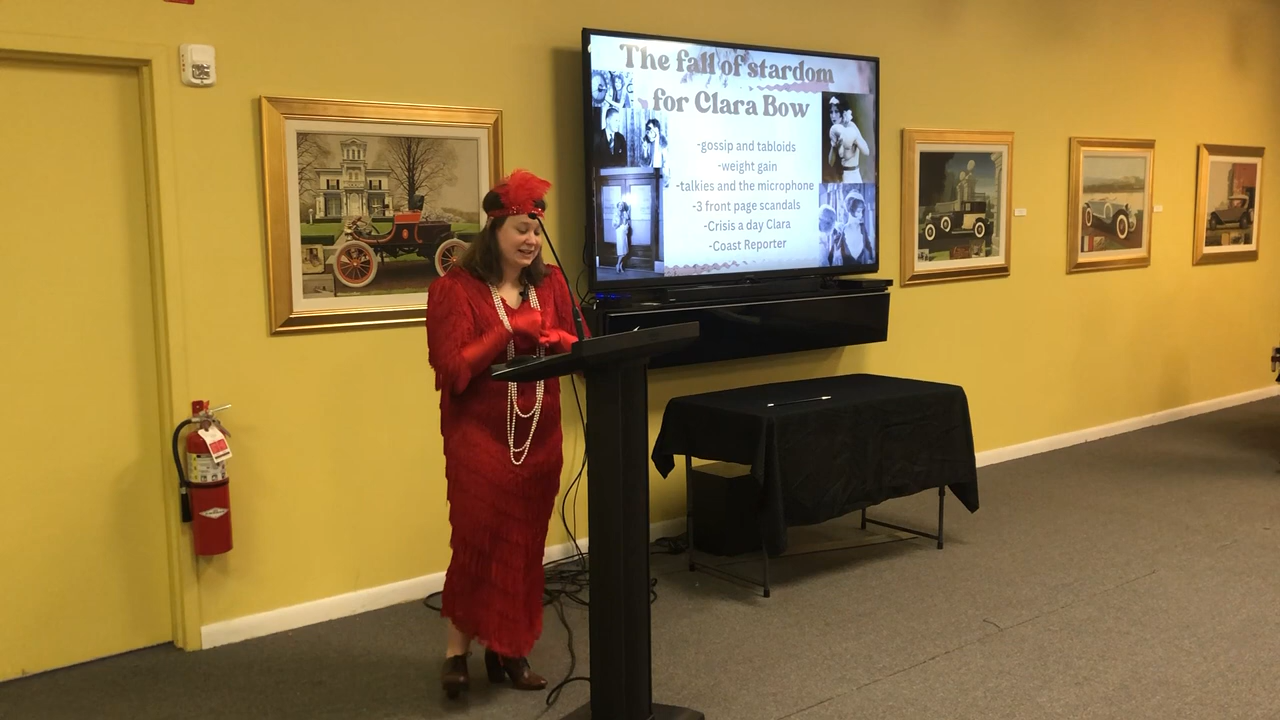 The fall of stardom
for Clara Bow
-gossip and tabloids
-weight gain
-talkies and the microphone
-3 front page scandals
-Crisis a day Clara
-Coast Reporter